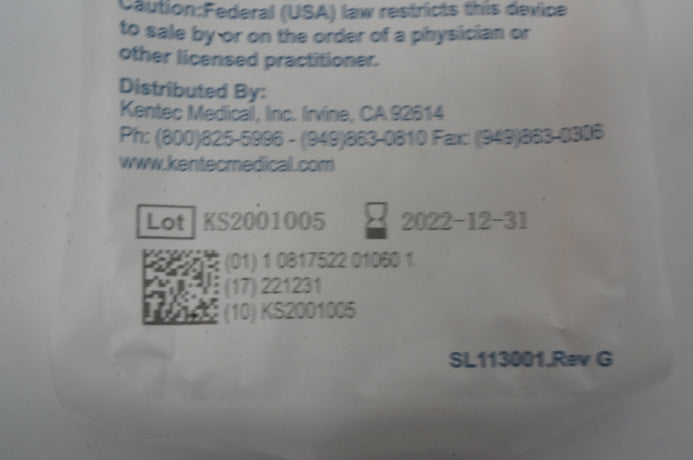 Caution:Federal (USA) law restricts this device
to sale by or on the order of a physician or
other licensed practitioner.
Distributed By:
Kentec Medical, Inc. Irvine, CA 92614
Ph: (800)825-5996 - (949)863-0810 Fax: (949)863-0306
www.kentecmedical.com
Lot KS2001005 2022-12-31
(01) 1 0817522 01060 1
(17) 221231
(10) KS2001005
SL113001.Rev G